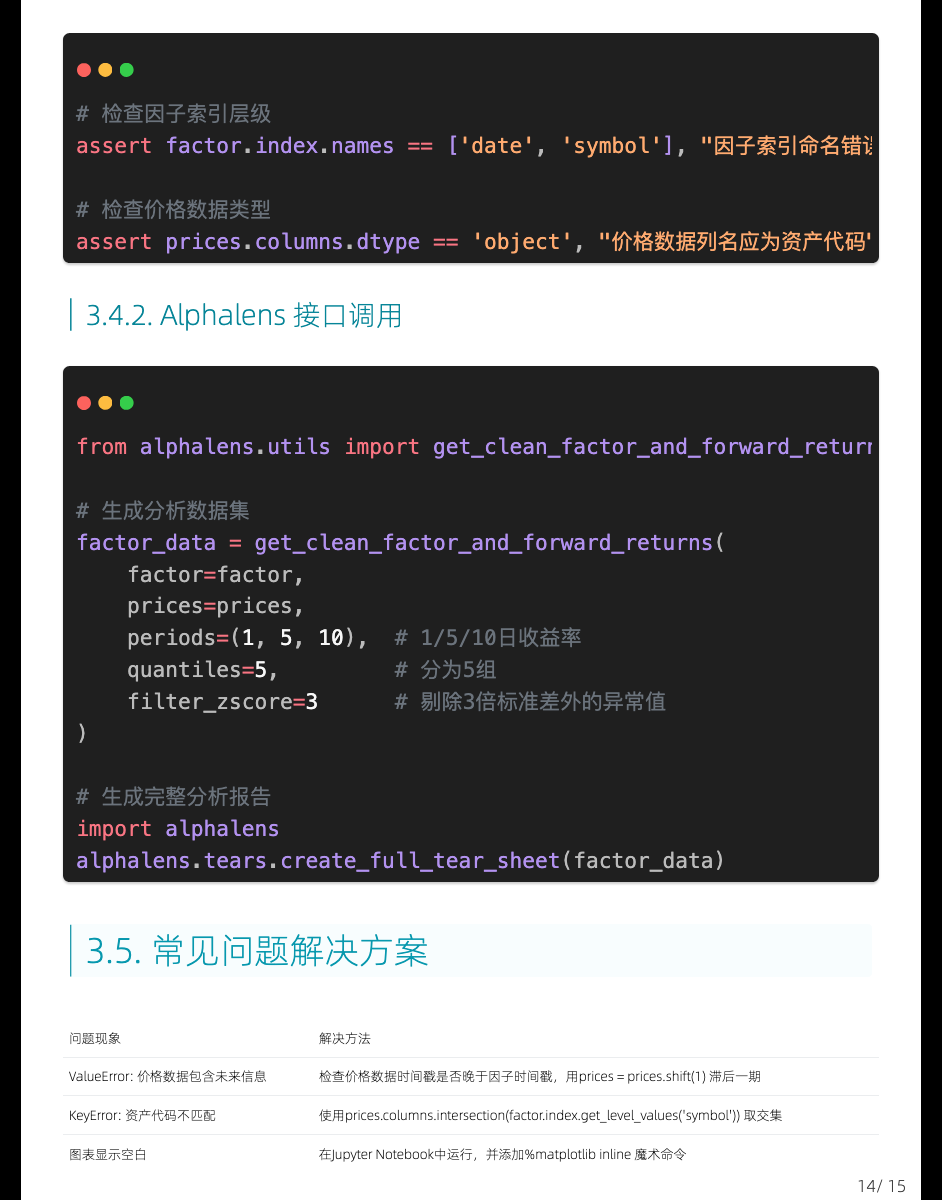 # 检查因子索引层级
assert factor.index.names == ['date', 'symbol'], "因子索引命名错
# 检查价格数据类型
assert prices.columns.dtype == 'object', "价格数据列名应为资产代码"
3.4.2. Alphalens 接口调用
from alphalens.utils import get_clean_factor_and_forward_return
# 生成分析数据集
factor_data = get_clean_factor_and_forward_returns(
    factor=factor,
    prices=prices,
    periods=(1, 5, 10),  # 1/5/10日收益率
    quantiles=5,         # 分为5组
    filter_zscore=3      # 剔除3倍标准差外的异常值
)
# 生成完整分析报告
import alphalens
alphalens.tears.create_full_tear_sheet(factor_data)
3.5. 常见问题解决方案
问题现象 解决方法
ValueError: 价格数据包含未来信息 检查价格数据时间戳是否晚于因子时间戳，用prices = prices.shift(1) 滞后一期
KeyError: 资产代码不匹配 使用prices.columns.intersection(factor.index.get_level_values('symbol')) 取交集
图表显示空白 在Jupyter Notebook中运行，并添加%matplotlib inline 魔术命令
14/ 15